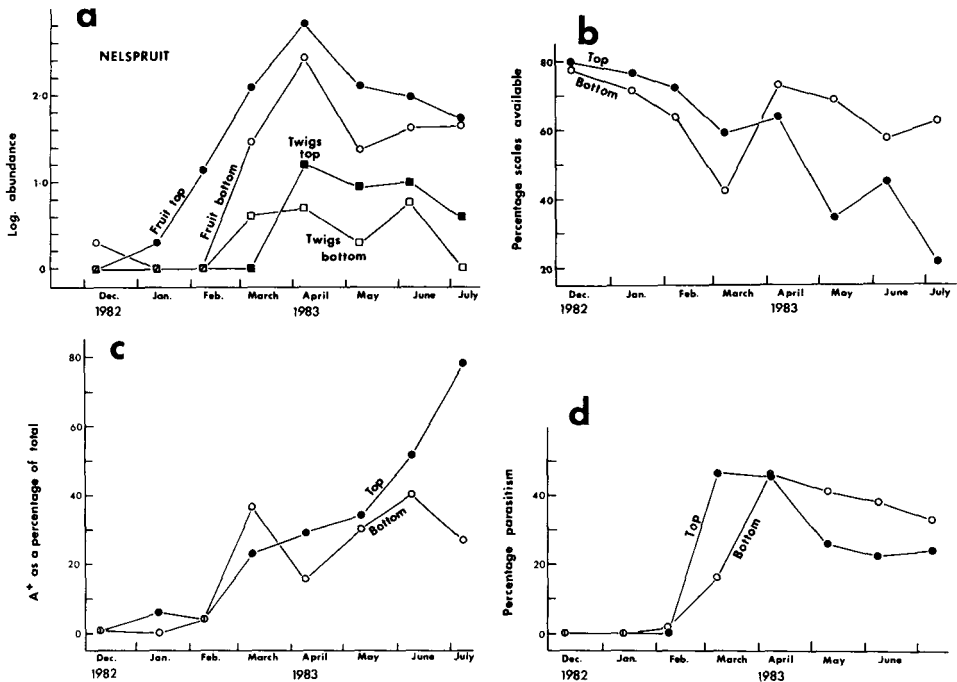 a
NELSPRUIT
Log. abundance
2·0
1·0
0
Fruit top
Fruit bottom
Twigs
top
Twigs
bottom
Dec. Jan. Feb. March April May June July
1982 1983
b
Percentage scales available
80
60
40
20
Top
Bottom
Dec. Jan. Feb. March April May June July
1982 1983
c
A+ as a percentage of total
80
60
40
20
0
Top
Bottom
Dec. Jan. Feb. March April May June July
1982 1983
d
Percentage parasitism
40
20
0
Top
Bottom
Dec. Jan. Feb. March April May June
1982 1983